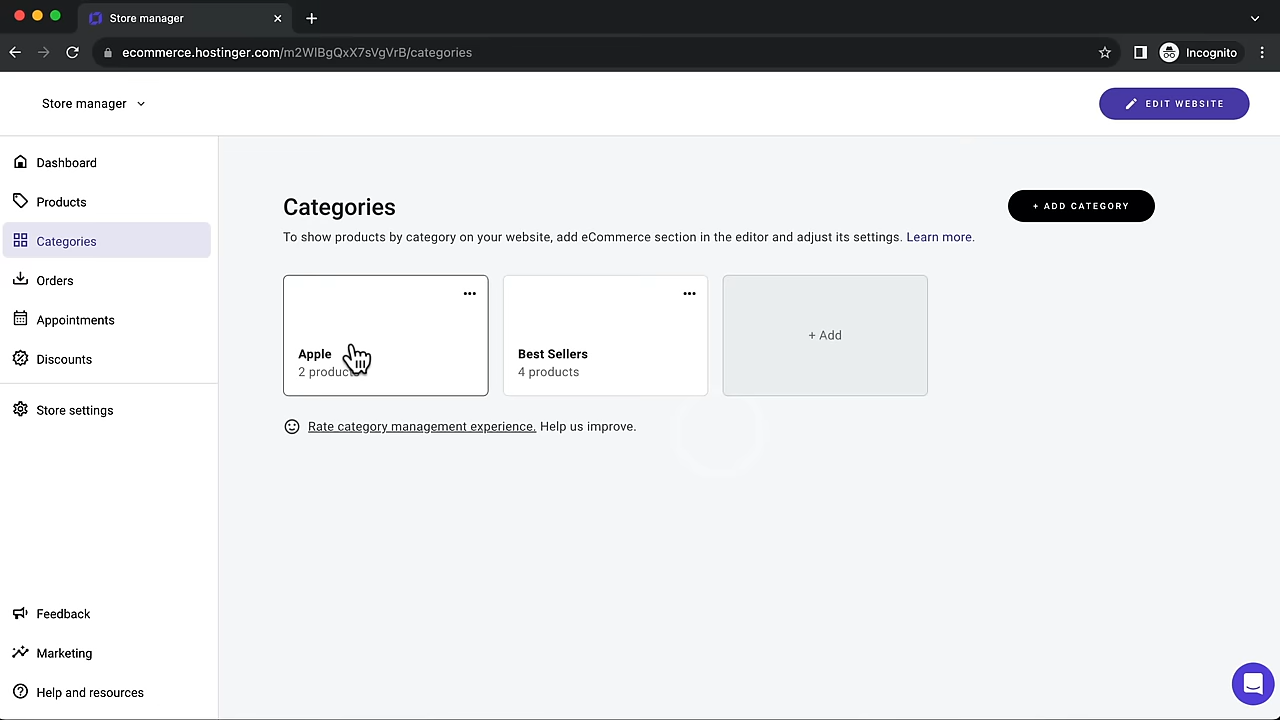 Store manager
ecommerce.hostinger.com/m2WIBgQxX7sVgVrB/categories
Incognito
Store manager
EDIT WEBSITE
Dashboard
Products
Categories
Orders
Appointments
Discounts
Store settings
Feedback
Marketing
Help and resources
Categories
+ ADD CATEGORY
To show products by category on your website, add eCommerce section in the editor and adjust its settings. Learn more.
Apple
2 products
Best Sellers
4 products
+ Add
Rate category management experience. Help us improve.